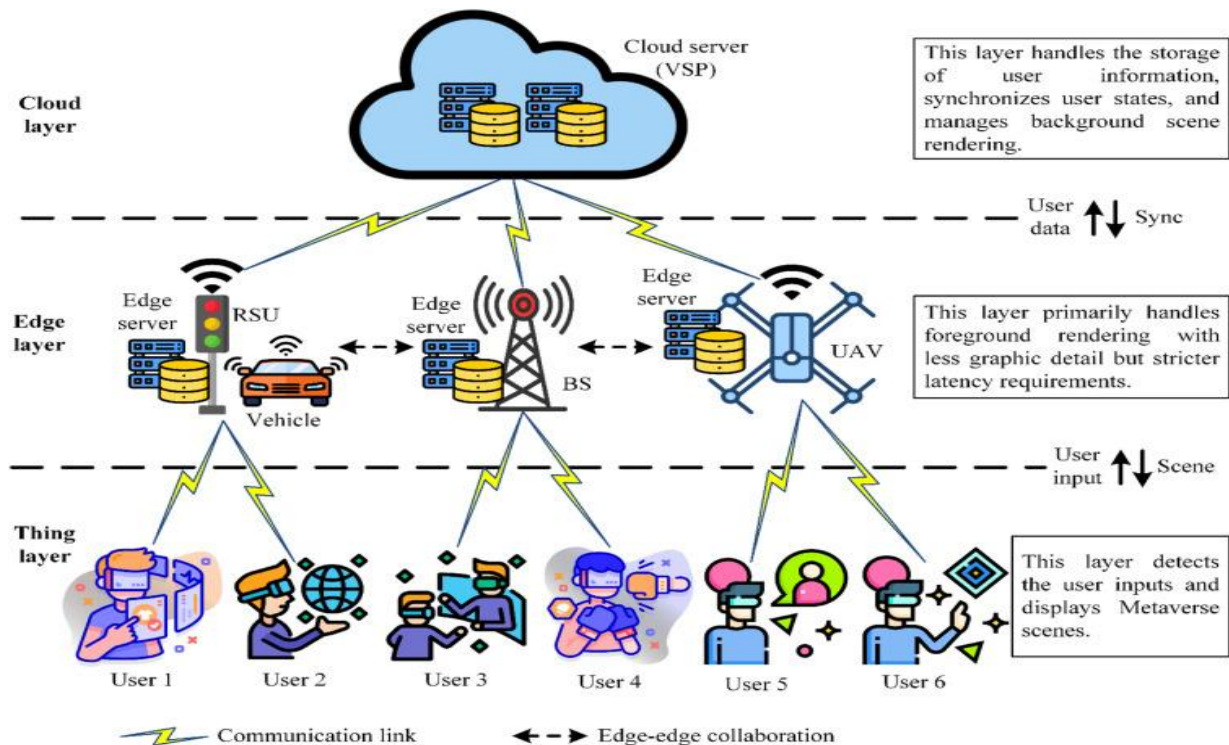 Cloud server
(VSP)
Cloud
layer
This layer handles the storage
of user information,
synchronizes user states, and
manages background scene
rendering.
User
data
Sync
Edge
layer
Edge
server
RSU
Vehicle
Edge
server
BS
Edge
server
UAV
This layer primarily handles
foreground rendering with
less graphic detail but stricter
latency requirements.
User
input
Scene
Thing
layer
This layer detects
the user inputs and
displays Metaverse
scenes.
User 1
User 2
User 3
User 4
User 5
User 6
Communication link
Edge-edge collaboration